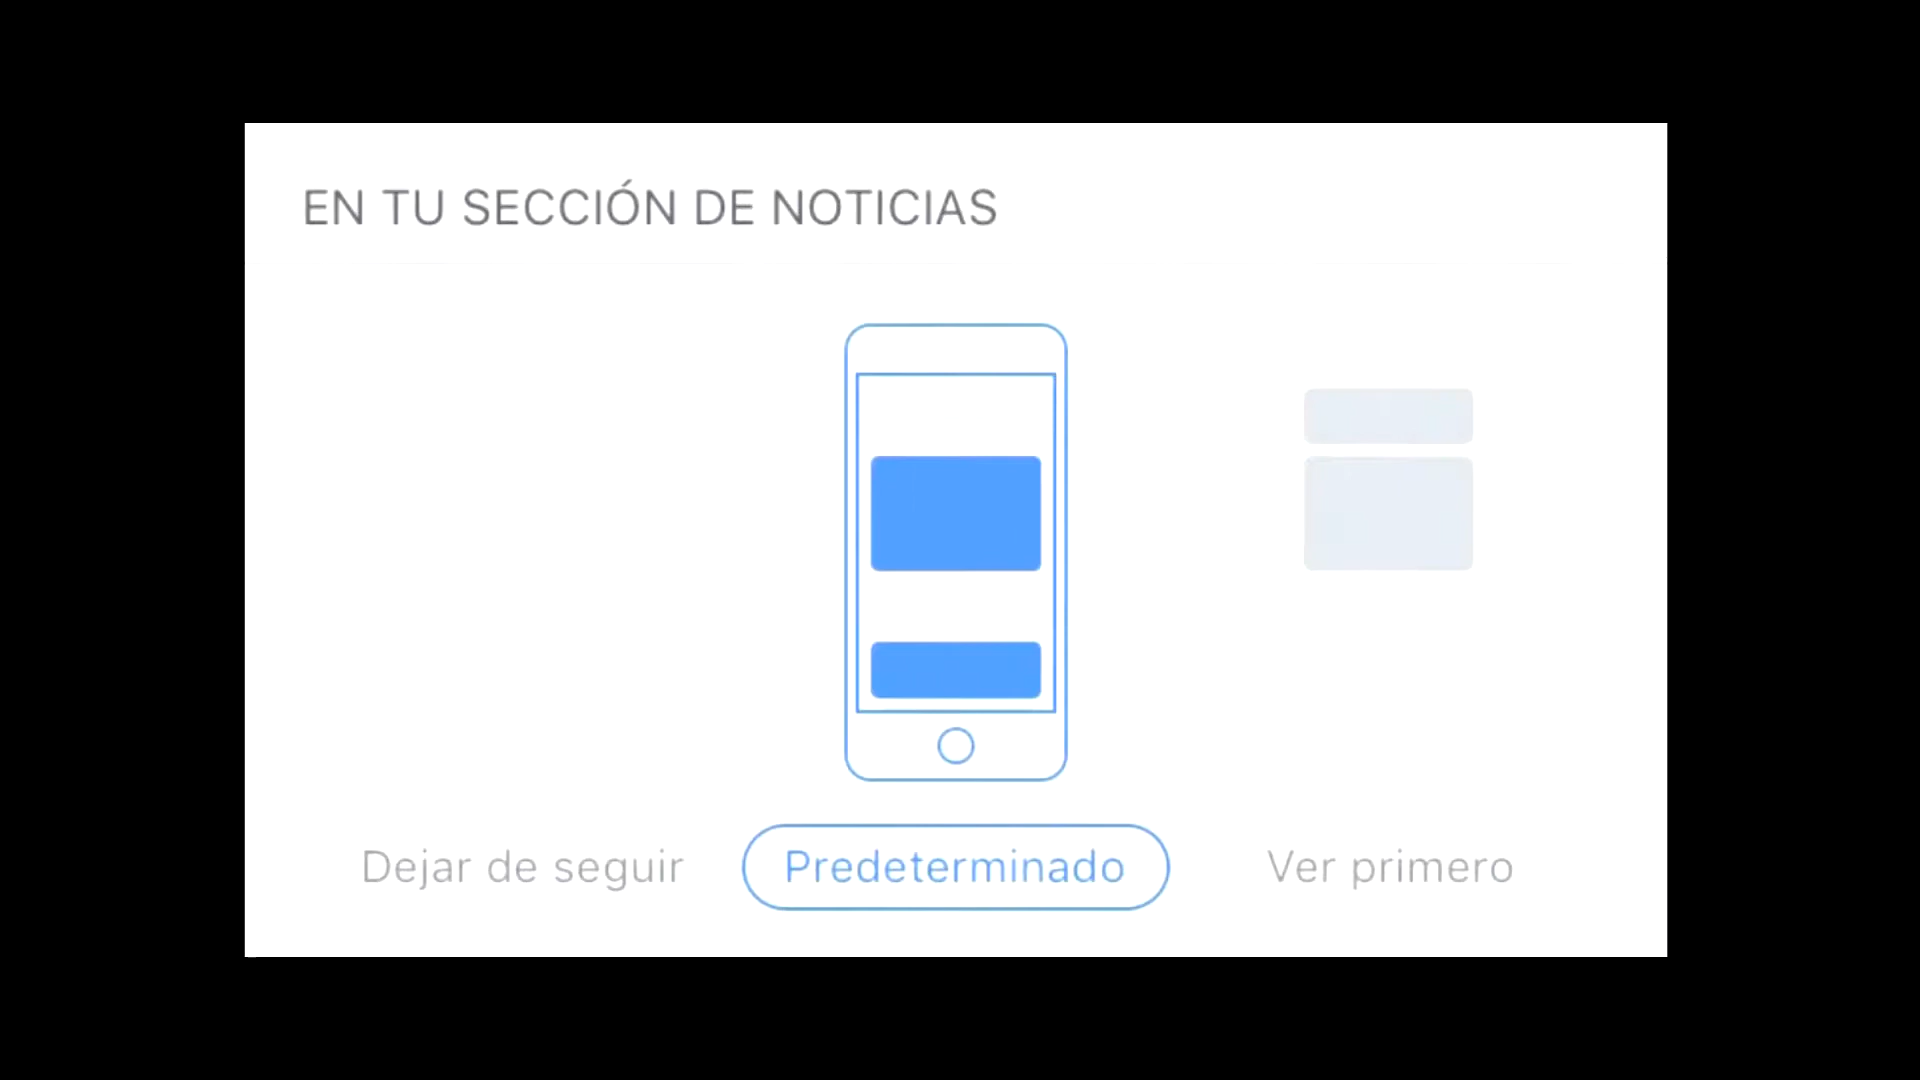 EN TU SECCIÓN DE NOTICIAS
Dejar de seguir Predeterminado Ver primero